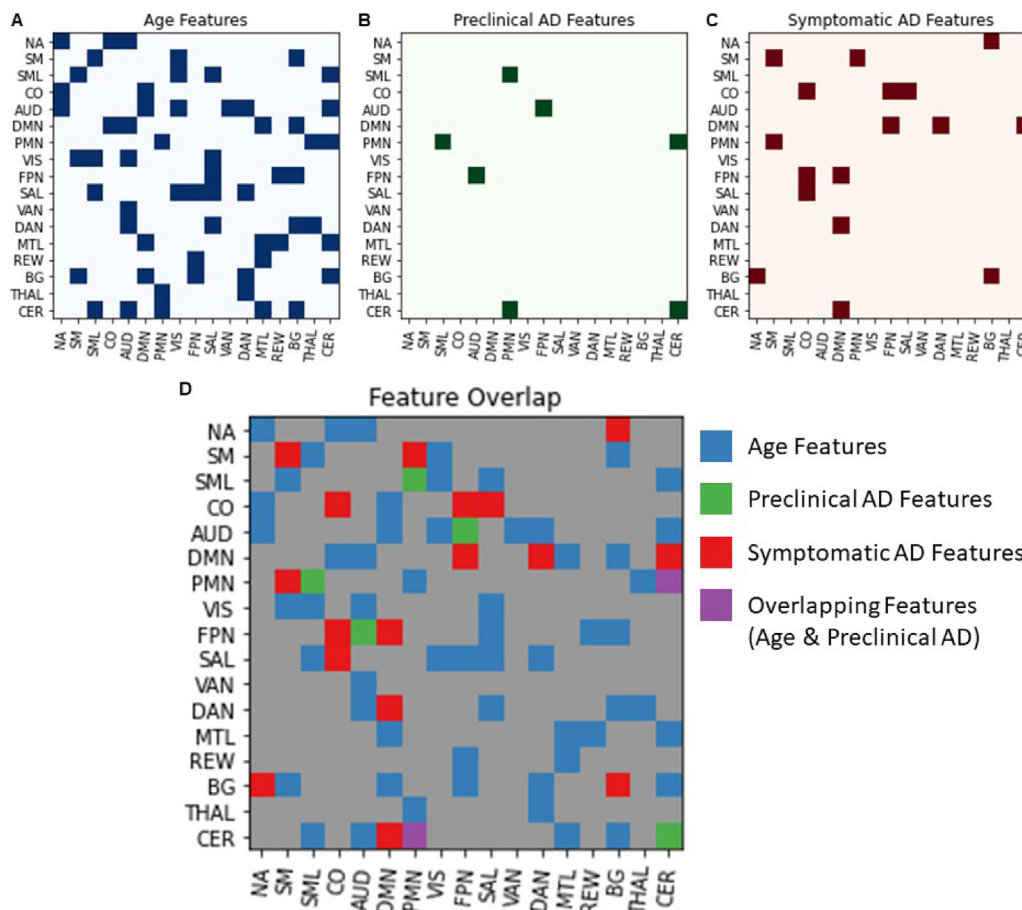 A Age Features
NA
SM
SML
CO
AUD
DMN
PMN
VIS
FPN
SAL
VAN
DAN
MTL
REW
BG
THAL
CER
NA SM SML CO AUD DMN PMN VIS FPN SAL VAN DAN MTL REW BG THAL CER
B Preclinical AD Features
NA
SM
SML
CO
AUD
DMN
PMN
VIS
FPN
SAL
VAN
DAN
MTL
REW
BG
THAL
CER
NA SM SML CO AUD DMN PMN VIS FPN SAL VAN DAN MTL REW BG THAL CER
C Symptomatic AD Features
NA
SM
SML
CO
AUD
DMN
PMN
VIS
FPN
SAL
VAN
DAN
MTL
REW
BG
THAL
CER
NA SM SML CO AUD DMN PMN VIS FPN SAL VAN DAN MTL REW BG THAL
D Feature Overlap
NA
SM
SML
CO
AUD
DMN
PMN
VIS
FPN
SAL
VAN
DAN
MTL
REW
BG
THAL
CER
NA SM SML CO AUD DMN PMN VIS FPN SAL VAN DAN MTL REW BG THAL CER
Age Features
Preclinical AD Features
Symptomatic AD Features
Overlapping Features
(Age & Preclinical AD)